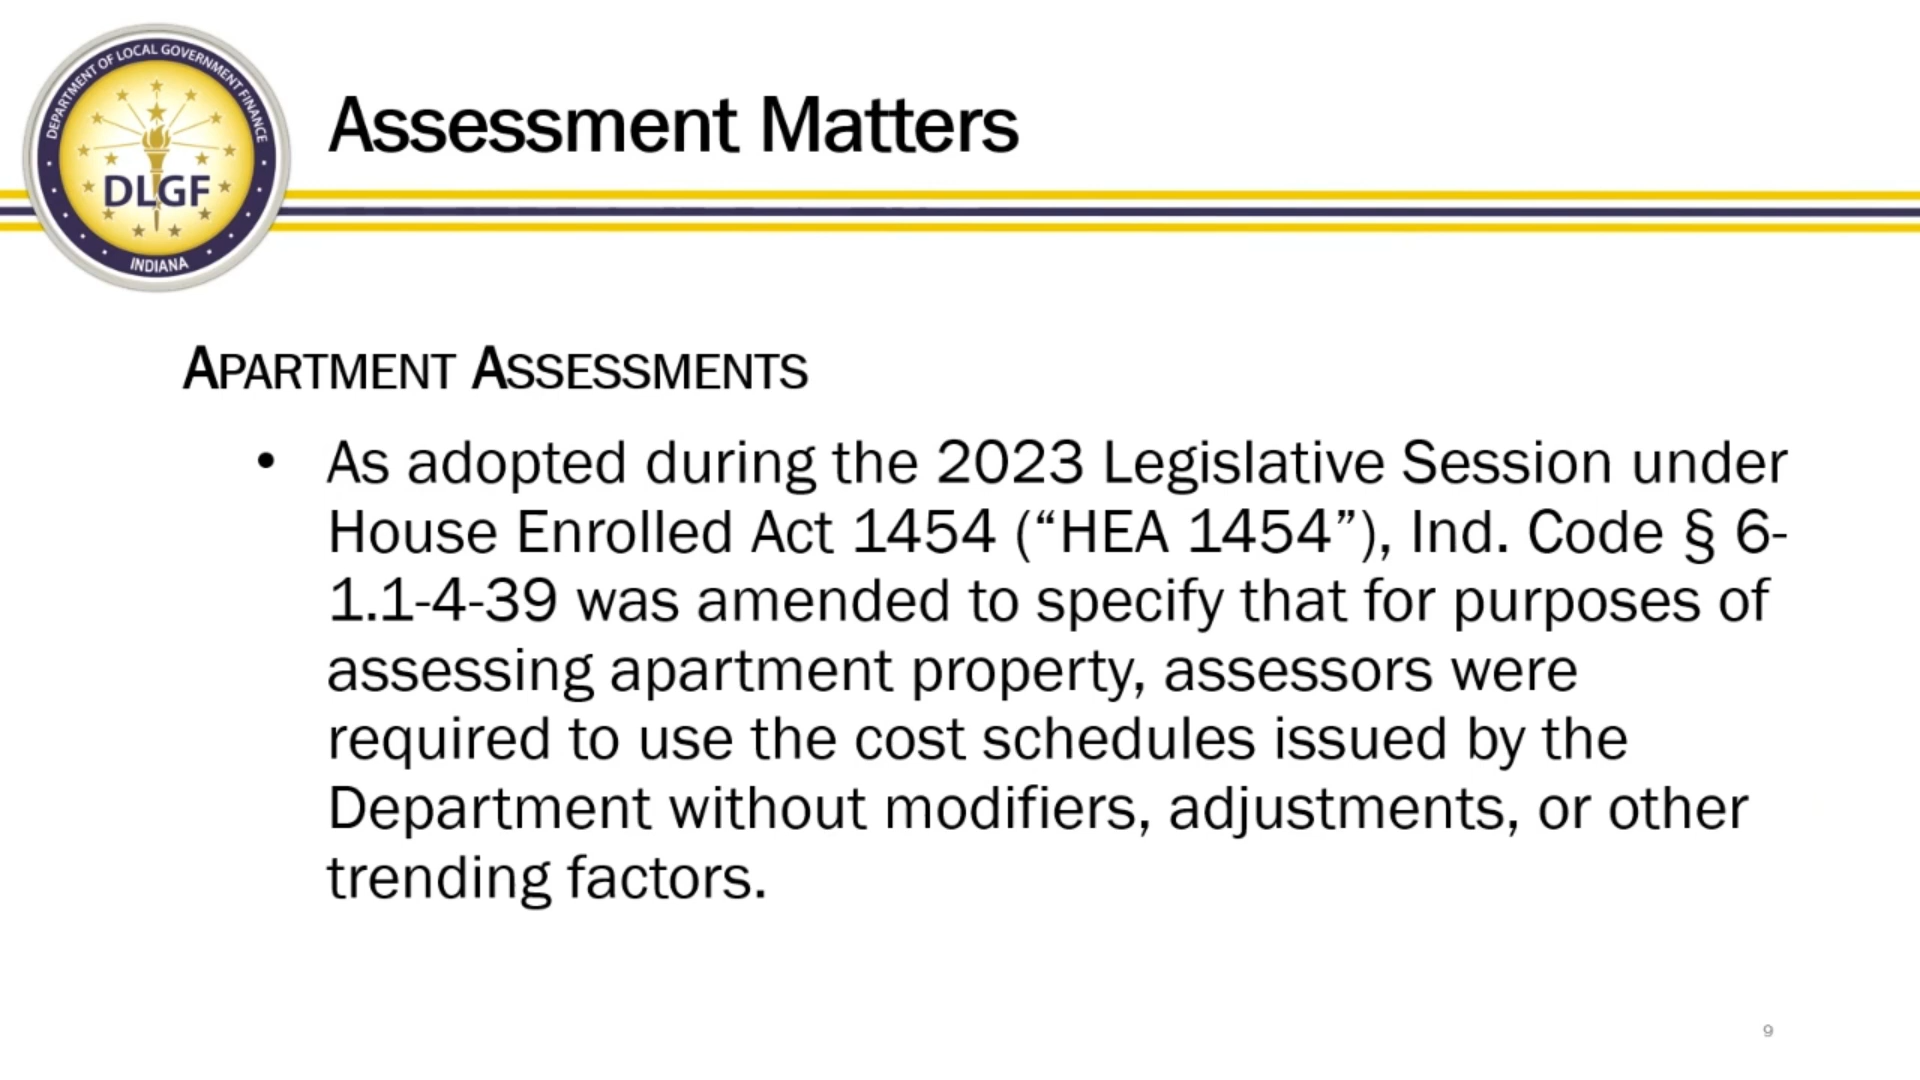 DEPARTMENT OF LOCAL GOVERNMENT FINANCE
DLGF
INDIANA
Assessment Matters
APARTMENT ASSESSMENTS
• As adopted during the 2023 Legislative Session under
House Enrolled Act 1454 (“HEA 1454”), Ind. Code § 6-
1.1-4-39 was amended to specify that for purposes of
assessing apartment property, assessors were
required to use the cost schedules issued by the
Department without modifiers, adjustments, or other
trending factors.
9